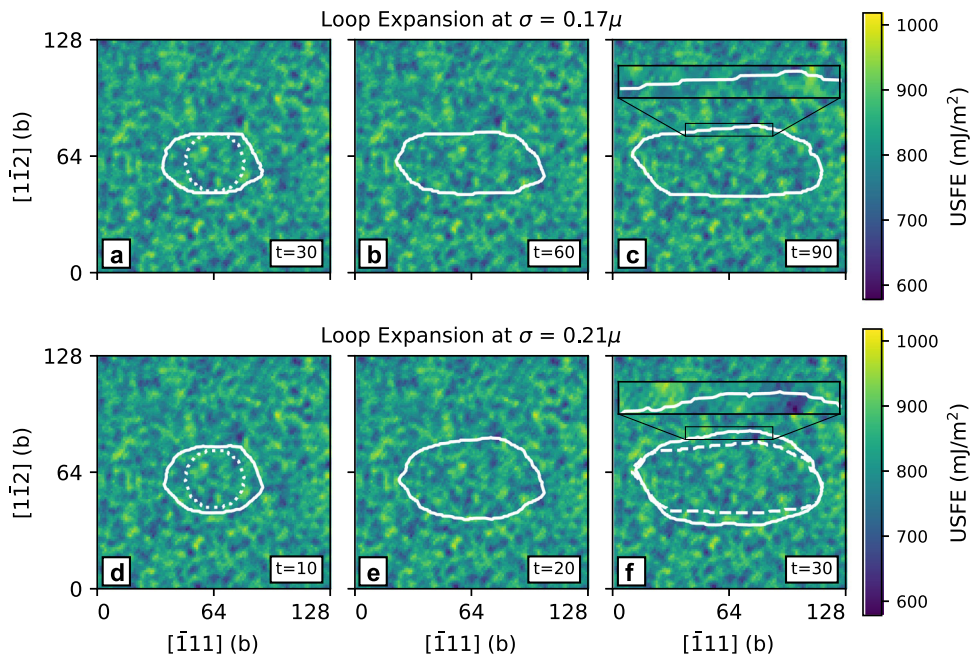 Loop Expansion at σ = 0.17μ
128
64
0
[11̄2] (b)
a
t=30
b
t=60
c
t=90
1000
900
800
700
600
USFE (mJ/m²)
Loop Expansion at σ = 0.21μ
128
64
0
[11̄2] (b)
d
t=10
e
t=20
f
t=30
0 64 128
0 64 128
0 64 128
[1̄11] (b)
[1̄11] (b)
[1̄11] (b)
1000
900
800
700
600
USFE (mJ/m²)